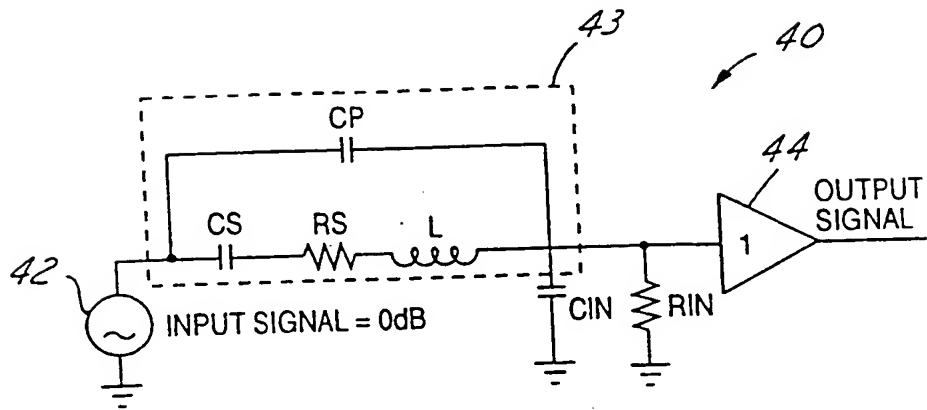 43
40
CP
44
OUTPUT
SIGNAL
CS
RS
L
1
42
INPUT SIGNAL = 0dB
CIN
RIN